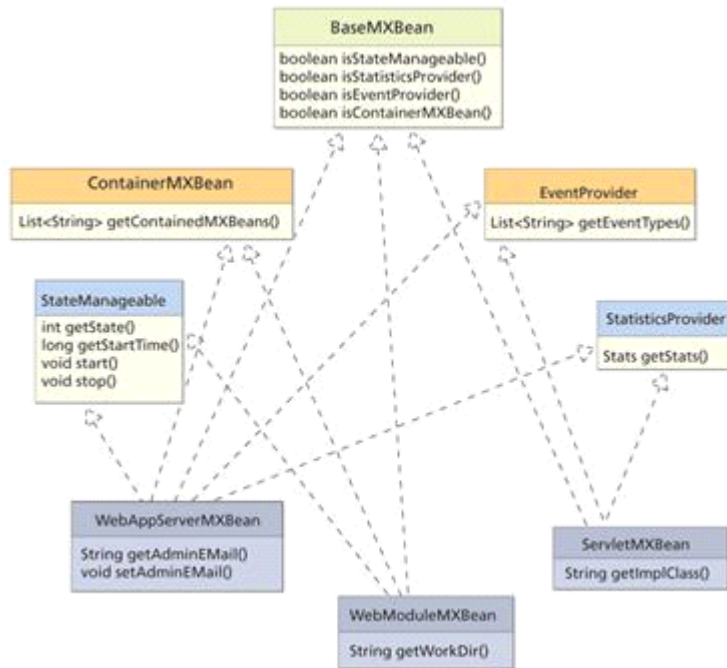 BaseMXBean
boolean isStateManageable()
boolean isStatisticsProvider()
boolean isEventProvider()
boolean isContainerMXBean()
ContainerMXBean
List<String> getContainedMXBeans()
EventProvider
List<String> getEventTypes()
StateManageable
int getState()
long getStartTime()
void start()
void stop()
StatisticsProvider
Stats getStats()
WebAppServerMXBean
String getAdminEMail()
void setAdminEMail()
ServletMXBean
String getImplClass()
WebModuleMXBean
String getWorkDir()